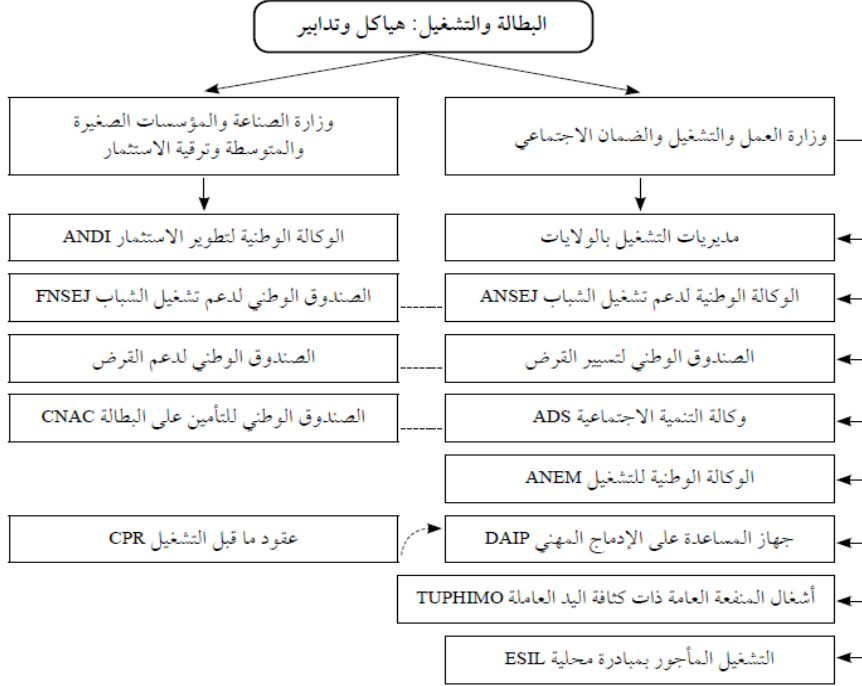 البطالة والتشغيل: هياكل وتدابير
وزارة العمل والتشغيل والضمان الاجتماعي
وزارة الصناعة والمؤسسات الصغيرة
والمتوسطة وترقية الاستثمار
مديريات التشغيل بالولايات
الوكالة الوطنية لتطوير الاستثمار ANDI
الوكالة الوطنية لدعم تشغيل الشباب ANSEJ
الصندوق الوطني لدعم تشغيل الشباب FNSEJ
الصندوق الوطني لتسيير القرض
الصندوق الوطني لدعم القرض
وكالة التنمية الاجتماعية ADS
الصندوق الوطني للتأمين على البطالة CNAC
الوكالة الوطنية للتشغيل ANEM
جهاز المساعدة على الإدماج المهني DAIP
عقود ما قبل التشغيل CPR
أشغال المنفعة العامة ذات كثافة اليد العاملة TUPHIMO
التشغيل المأجور بمبادرة محلية ESIL